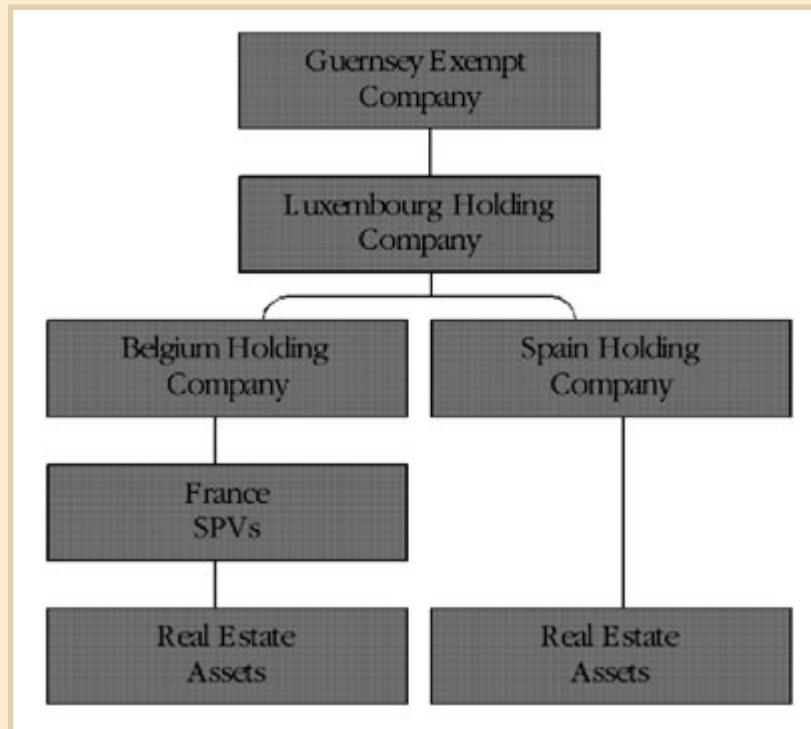 Guernsey Exempt
Company
Luxembourg Holding
Company
Belgium Holding
Company
Spain Holding
Company
France
SPVs
Real Estate
Assets
Real Estate
Assets